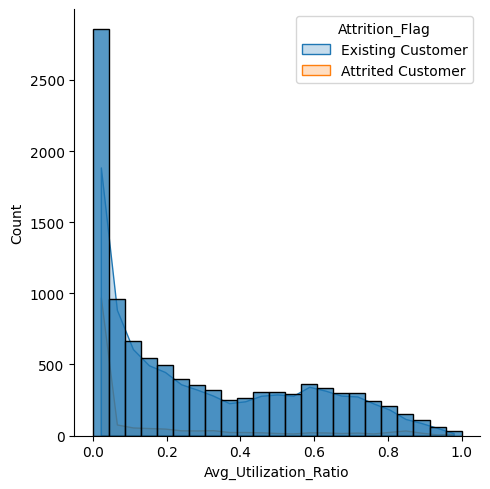 Attrition_Flag
Existing Customer
Attrited Customer
Count
2500
2000
1500
1000
500
0
0.0 0.2 0.4 0.6 0.8 1.0
Avg_Utilization_Ratio